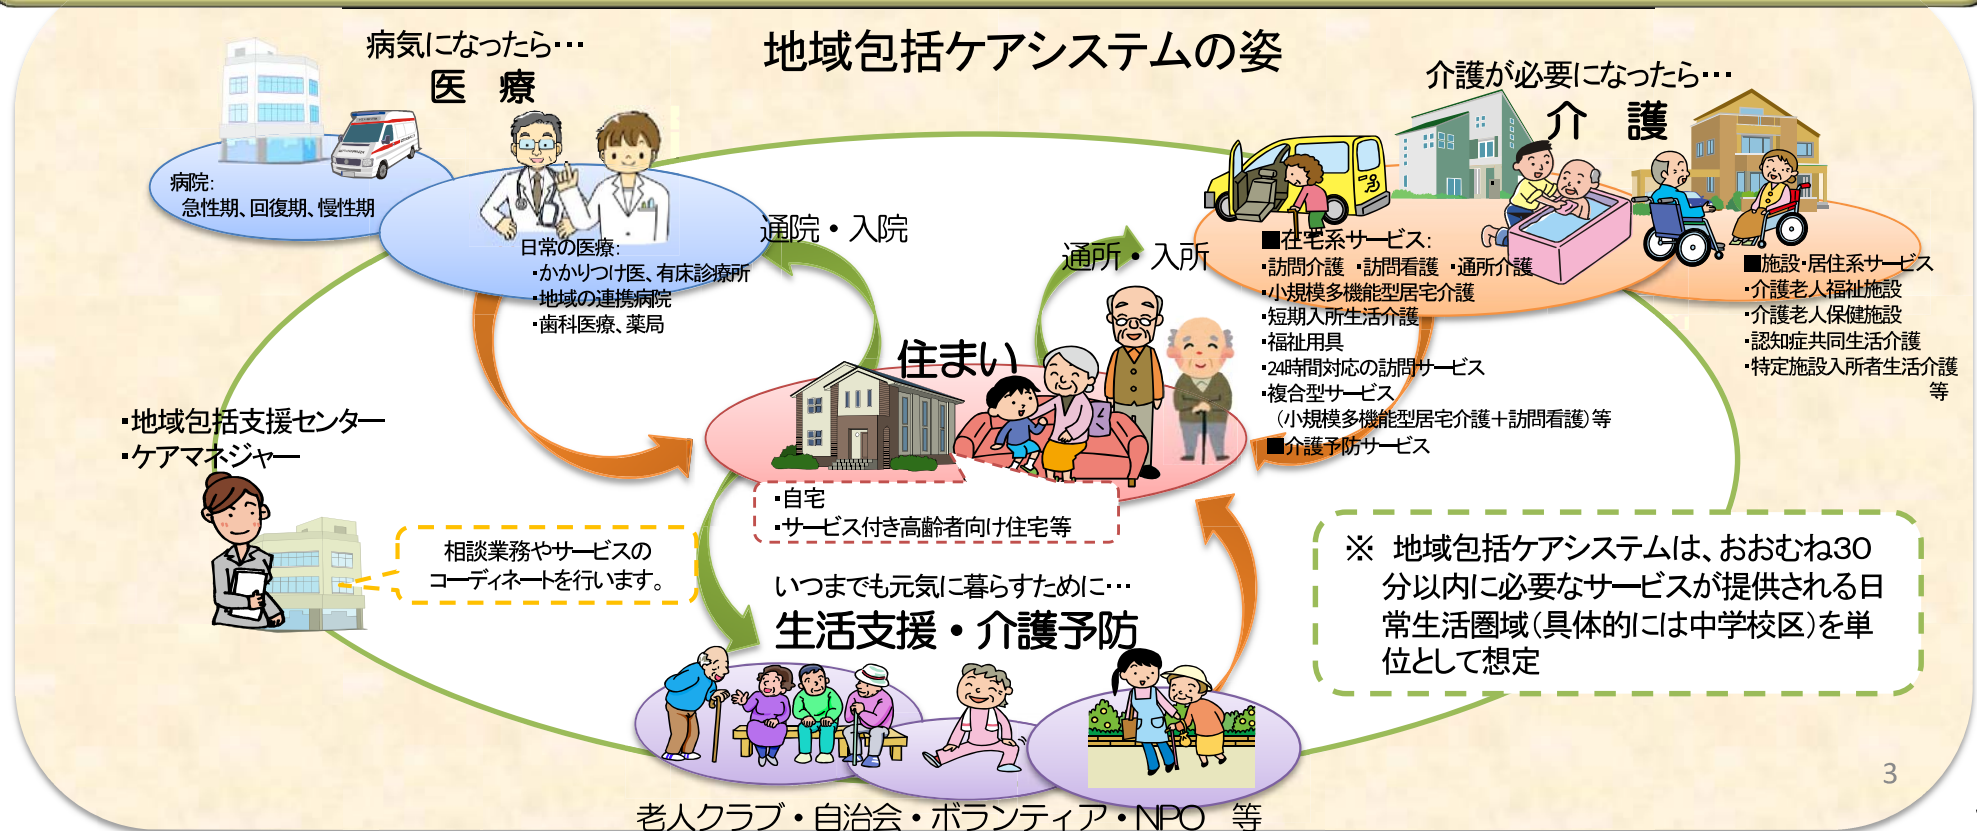 地域包括ケアシステムの姿
病気になったら･･･
医　療
病院:
急性期、回復期、慢性期
日常の医療:
・かかりつけ医、有床診療所
・地域の連携病院
・歯科医療、薬局
通院・入院
通所・入所
介護が必要になったら･･･
介　護
■在宅系サービス:
・訪問介護 ・訪問看護 ・通所介護
・小規模多機能型居宅介護
・短期入所生活介護
・福祉用具
・24時間対応の訪問サービス
・複合型サービス
（小規模多機能型居宅介護＋訪問看護）等
■介護予防サービス
■施設・居住系サービス
・介護老人福祉施設
・介護老人保健施設
・認知症共同生活介護
・特定施設入所者生活介護
等
住まい
・自宅
・サービス付き高齢者向け住宅等
・地域包括支援センター
・ケアマネジャー
相談業務やサービスの
コーディネートを行います。
いつまでも元気に暮らすために･･･
生活支援・介護予防
老人クラブ・自治会・ボランティア・NPO　等
※　地域包括ケアシステムは、おおむね30
分以内に必要なサービスが提供される日
常生活圏域（具体的には中学校区）を単
位として想定
3